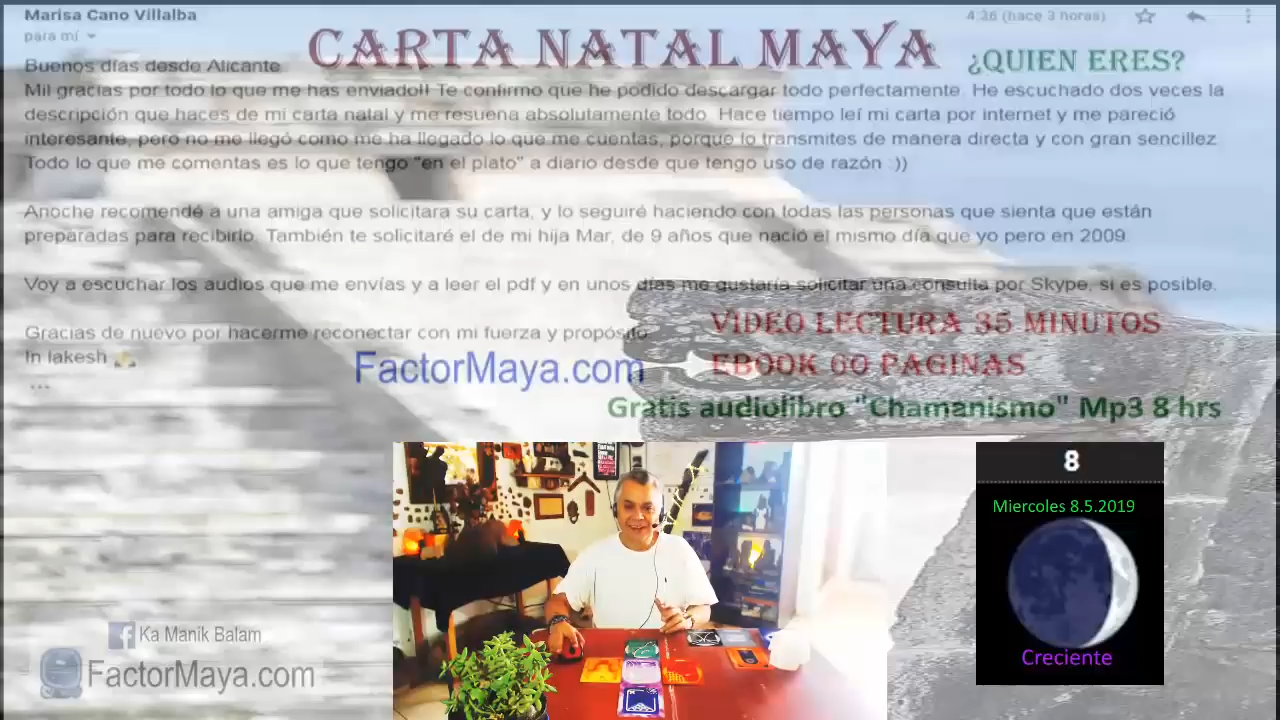 Marisa Cano Villalba
4:26 (hace 3 horas)
para mí
CARTA NATAL MAYA
¿QUIEN ERES?
Buenos días desde Alicante
Mil gracias por todo lo que me has enviado!! Te confirmo que he podido descargar todo perfectamente. He escuchado dos veces la
descripción que haces de mi carta natal y me resuena absolutamente todo. Hace tiempo leí mi carta por internet y me pareció
interesante, pero no me llegó como me ha llegado lo que me cuentas, porque lo transmites de manera directa y con gran sencillez.
Todo lo que me comentas es lo que tengo "en el plato" a diario desde que tengo uso de razón :))
Anoche recomendé a una amiga que solicitara su carta, y lo seguiré haciendo con todas las personas que sienta que están
preparadas para recibirlo. También te solicitaré el de mi hija Mar, de 9 años que nació el mismo día que yo pero en 2009.
Voy a escuchar los audios que me envías y a leer el pdf y en unos días me gustaría solicitar una consulta por Skype, si es posible.
Gracias de nuevo por hacerme reconectar con mi fuerza y propósito
In lakesh
...
VIDEO LECTURA 35 MINUTOS
FactorMaya.com
EBOOK 60 PAGINAS
Gratis audiolibro "Chamanismo" Mp3 8 hrs
8
Miercoles 8.5.2019
Creciente
Ka Manik Balam
FactorMaya.com